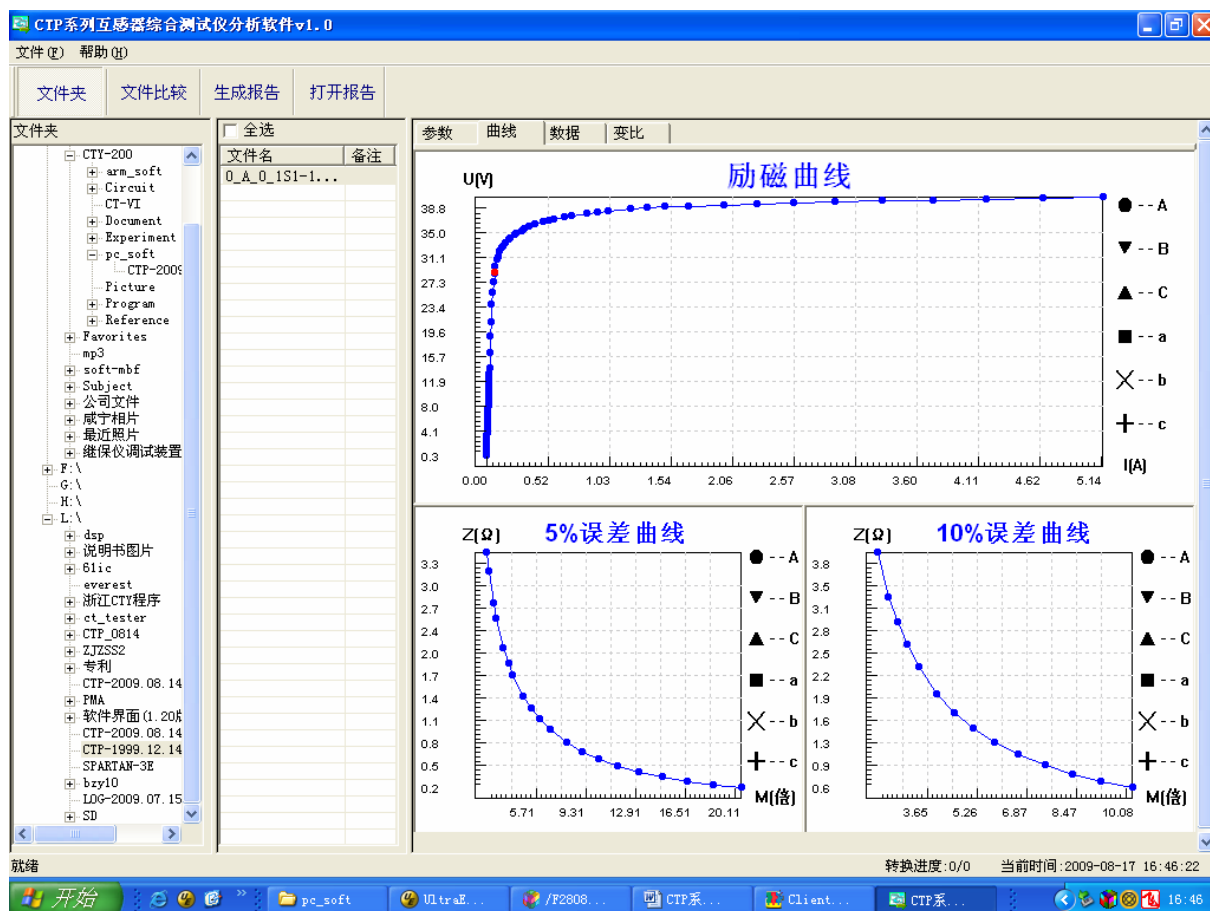 CTP系列互感器综合测试仪分析软件v1.0
文件(F) 帮助(H)
文件夹 文件比较 生成报告 打开报告
文件夹
CTY-200
arm_soft
Circuit
CT-VI
Document
Experiment
pc_soft
CTP-2009
Picture
Program
Reference
Favorites
mp3
soft-mbf
Subject
公司文件
咸宁相片
最近照片
继保仪调试装置
F:\
G:\
H:\
L:\
dsp
说明书图片
61ic
everest
浙江CTY程序
ct_tester
CTP_0814
ZJZSS2
专利
CTP-2009.08.14
PMA
软件界面(1.20版
CTP-2009.08.14
CTP-1999.12.14
SPARTAN-3E
bzy10
LOG-2009.07.15
SD
全选
文件名 备注
0_A_0_1S1-1...
参数 曲线 数据 变比
励磁曲线
U(V)
38.8
35.0
31.1
27.3
23.4
19.6
15.7
11.9
8.0
4.1
0.3
0.00 0.52 1.03 1.54 2.06 2.57 3.08 3.60 4.11 4.62 5.14
I(A)
-- A
-- B
-- C
-- a
-- b
-- c
5%误差曲线
Z(Ω)
3.3
3.0
2.7
2.4
2.0
1.7
1.4
1.1
0.8
0.5
0.2
5.71 9.31 12.91 16.51 20.11
M(倍)
-- A
-- B
-- C
-- a
-- b
-- c
10%误差曲线
Z(Ω)
3.8
3.5
3.1
2.8
2.5
2.2
1.9
1.6
1.3
0.9
0.6
3.65 5.26 6.87 8.47 10.08
M(倍)
-- A
-- B
-- C
-- a
-- b
-- c
就绪 转换进度:0/0 当前时间:2009-08-17 16:46:22
开始 pc_soft UltraE... /F2808... CTP系... Client... CTP系... 16:46